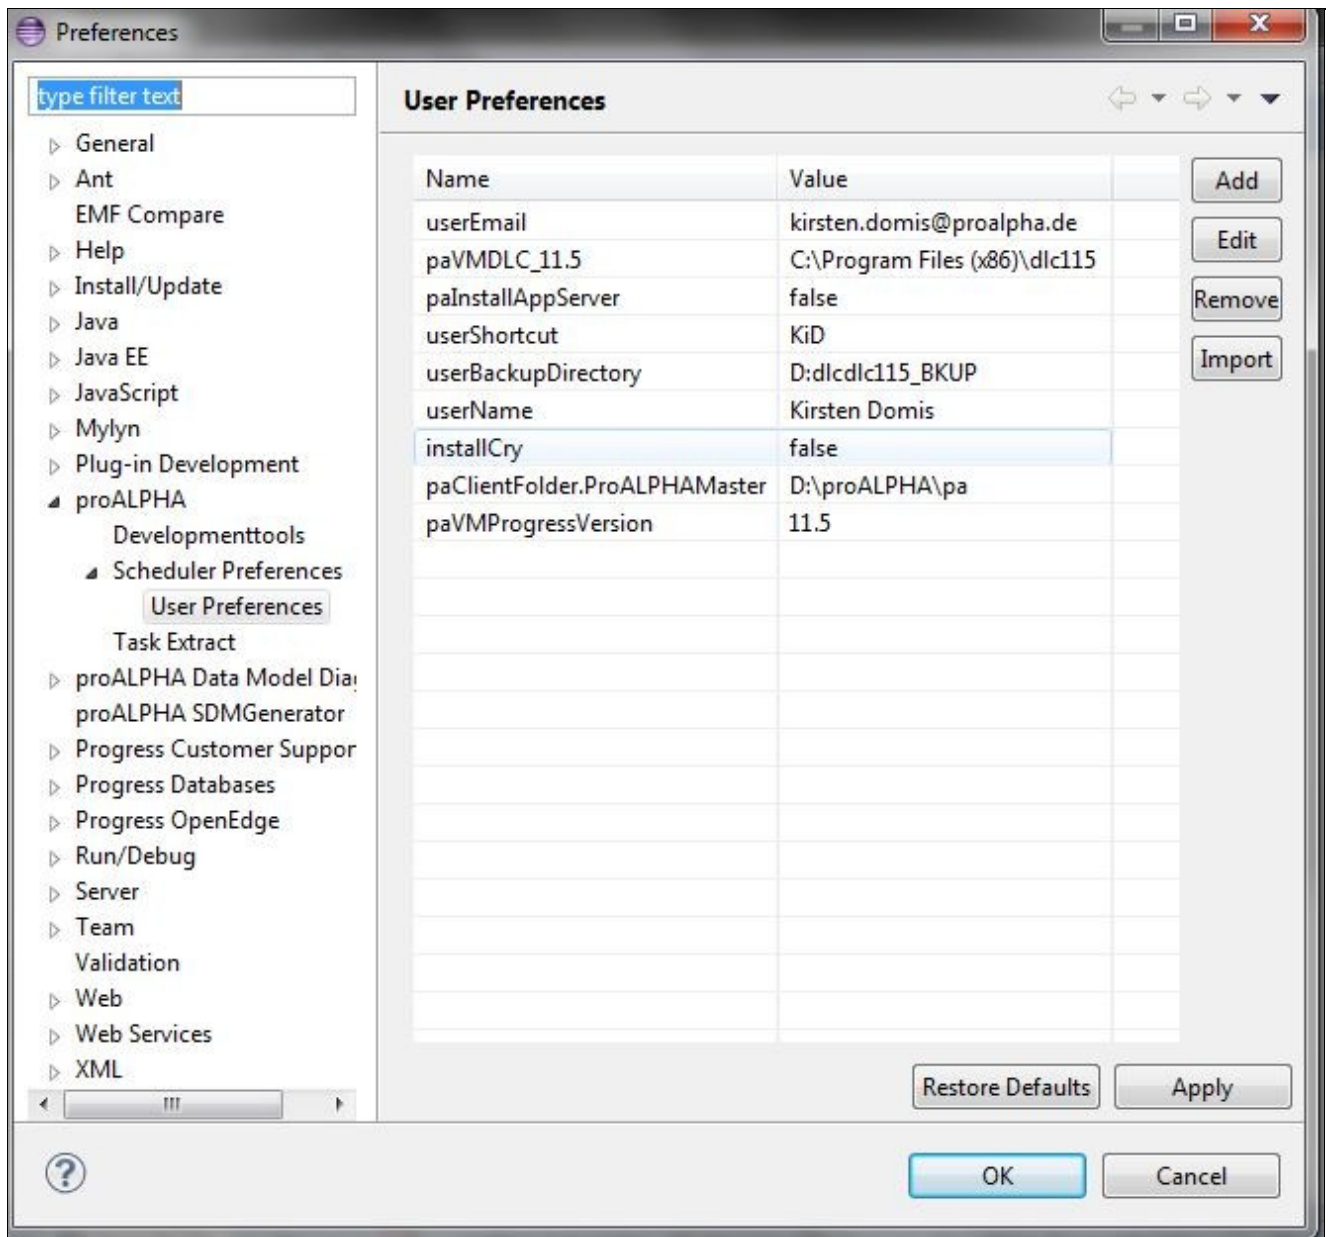 Preferences
type filter text
General
Ant
EMF Compare
Help
Install/Update
Java
Java EE
JavaScript
Mylyn
Plug-in Development
proALPHA
Developmenttools
Scheduler Preferences
User Preferences
Task Extract
proALPHA Data Model Dia
proALPHA SDMGenerator
Progress Customer Suppor
Progress Databases
Progress OpenEdge
Run/Debug
Server
Team
Validation
Web
Web Services
XML
User Preferences
Name Value
userEmail kirsten.domis@proalpha.de
paVMDLC_11.5 C:\Program Files (x86)\dlc115
paInstallAppServer false
userShortcut KiD
userBackupDirectory D:dlcdlc115_BKUP
userName Kirsten Domis
installCry false
paClientFolder.ProALPHAMaster D:\proALPHA\pa
paVMProgressVersion 11.5
Add
Edit
Remove
Import
Restore Defaults Apply
OK Cancel